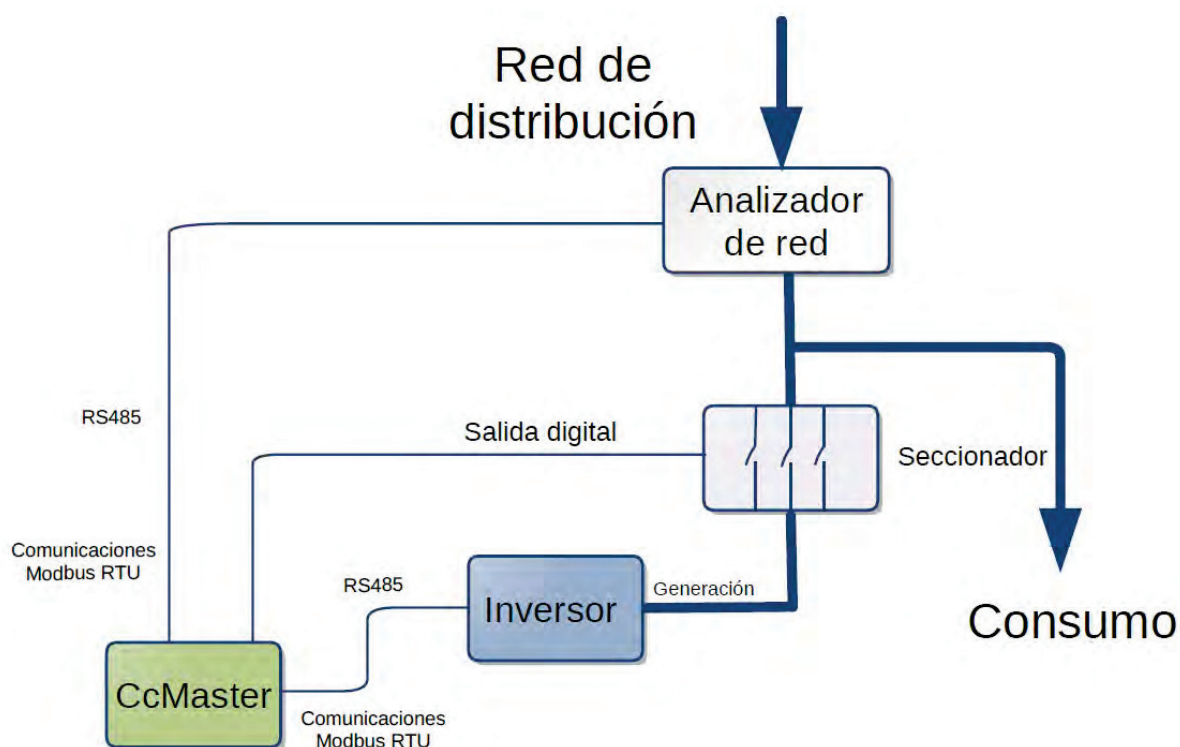 Red de
distribución
Analizador
de red
RS485
Salida digital
Seccionador
Comunicaciones
Modbus RTU
RS485
Inversor
Generación
Consumo
CcMaster
Comunicaciones
Modbus RTU